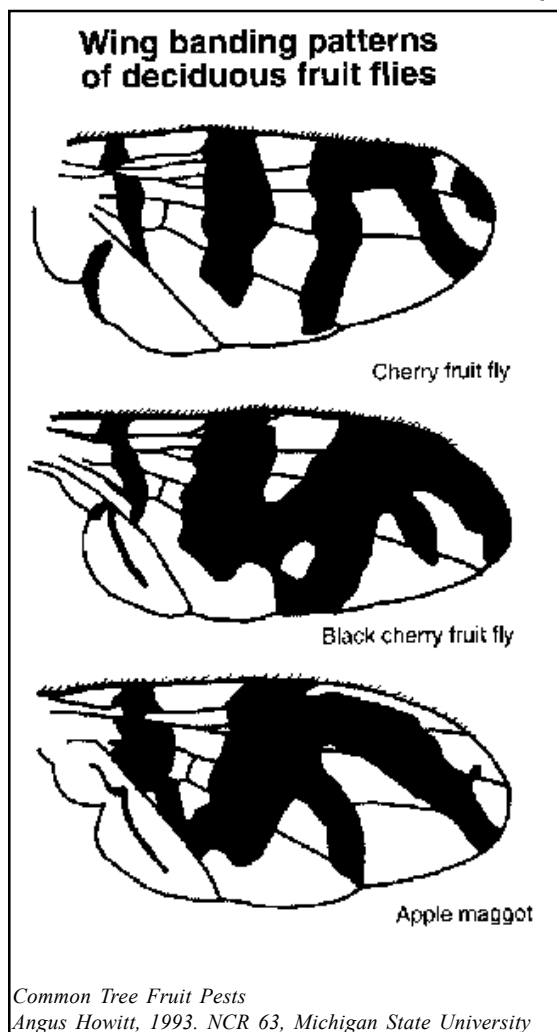 Wing banding patterns
of deciduous fruit flies
Cherry fruit fly
Black cherry fruit fly
Apple maggot
Common Tree Fruit Pests
Angus Howitt, 1993. NCR 63, Michigan State University